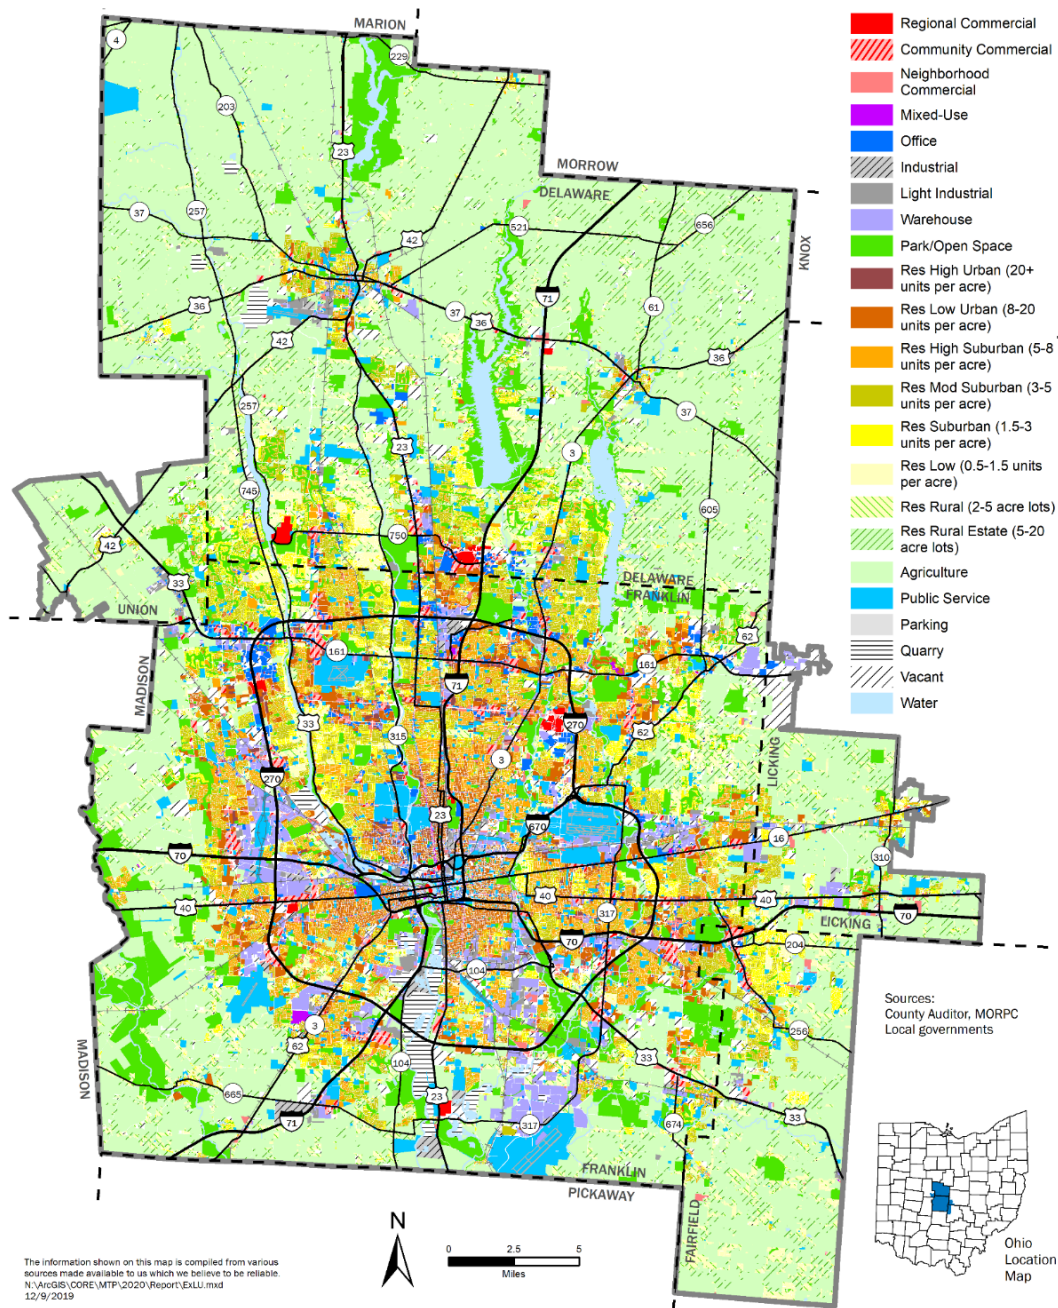 MARION
4
229
203
23
MORROW
DELAWARE
37
257
521
656
42
KNOX
71
36
37
36
61
42
36
257
37
23
3
745
605
42
750
33
DELAWARE
FRANKLIN
UNION
62
161
161
MADISON
71
33
270
62
315
3
LICKING
270
23
670
16
70
310
40
40
40
317
LICKING
70
70
204
104
3
256
62
104
33
MADISON
665
23
33
71
317
674
FRANKLIN
PICKAWAY
FAIRFIELD
Regional Commercial
Community Commercial
Neighborhood
Commercial
Mixed-Use
Office
Industrial
Light Industrial
Warehouse
Park/Open Space
Res High Urban (20+
units per acre)
Res Low Urban (8-20
units per acre)
Res High Suburban (5-8
units per acre)
Res Mod Suburban (3-5
units per acre)
Res Suburban (1.5-3
units per acre)
Res Low (0.5-1.5 units
per acre)
Res Rural (2-5 acre lots)
Res Rural Estate (5-20
acre lots)
Agriculture
Public Service
Parking
Quarry
Vacant
Water
Sources:
County Auditor, MORPC
Local governments
N
0 2.5 5
Miles
Ohio
Location
Map
The information shown on this map is compiled from various
sources made available to us which we believe to be reliable.
N:\ArcGIS\CORE\MTP\2020\Report\ExLU.mxd
12/9/2019